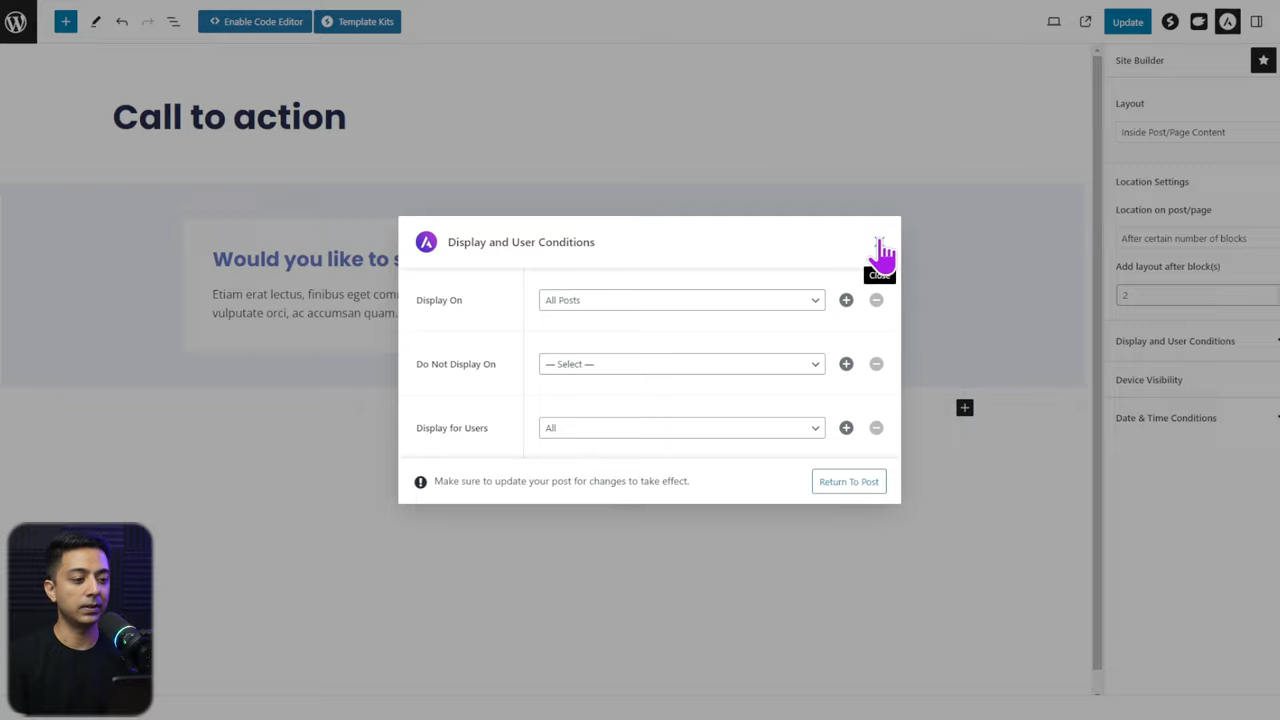 Enable Code Editor
Template Kits
Update
Site Builder
Call to action
Layout
Inside Post/Page Content
Location Settings
Location on post/page
After certain number of blocks
Add layout after block(s)
2
Display and User Conditions
Device Visibility
Date & Time Conditions
Would you like to s
Etiam erat lectus, finibus eget com
vulputate orci, ac accumsan quam.
Display and User Conditions
Close
Display On
All Posts
Do Not Display On
— Select —
Display for Users
All
Make sure to update your post for changes to take effect.
Return To Post